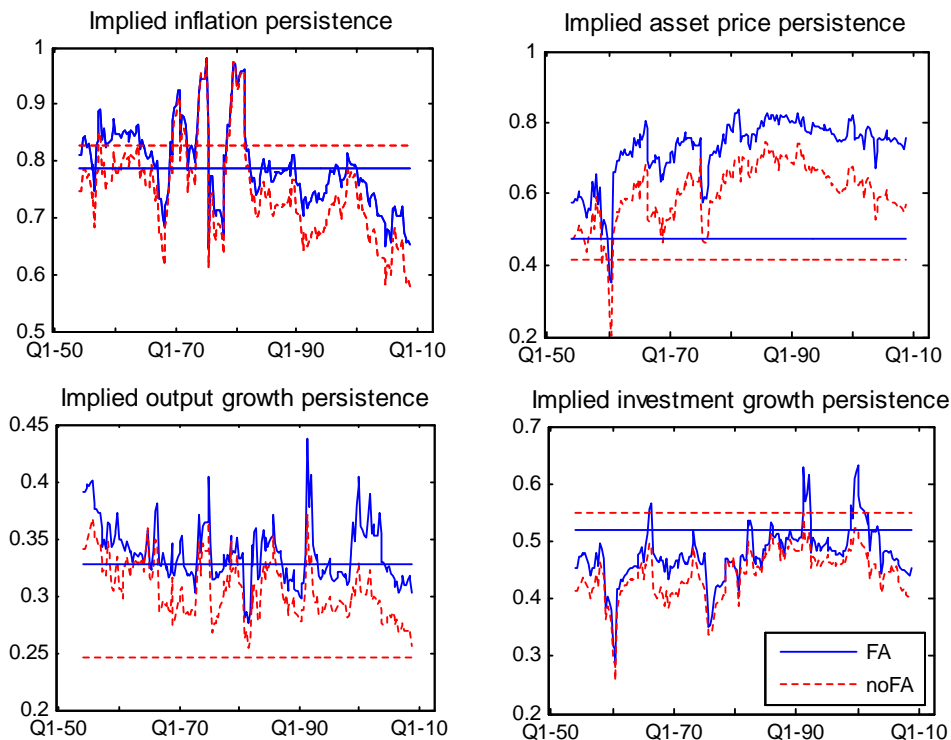 Implied inflation persistence
1
0.9
0.8
0.7
0.6
0.5
Q1-50 Q1-70 Q1-90 Q1-10
Implied asset price persistence
1
0.8
0.6
0.4
0.2
Q1-50 Q1-70 Q1-90 Q1-10
Implied output growth persistence
0.45
0.4
0.35
0.3
0.25
0.2
Q1-50 Q1-70 Q1-90 Q1-10
Implied investment growth persistence
0.7
0.6
0.5
0.4
0.3
0.2
Q1-50 Q1-70 Q1-90 Q1-10
FA
noFA